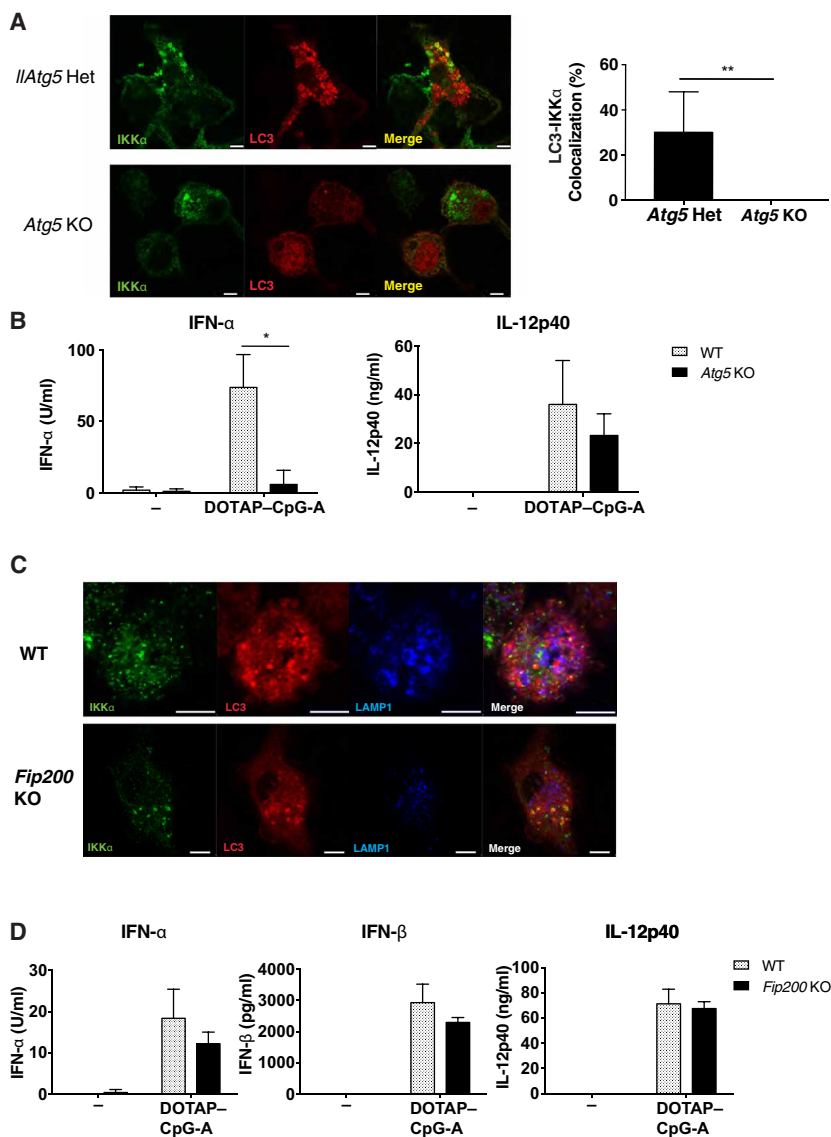 A
IlAtg5 Het
IKKα
LC3
Merge
Atg5 KO
IKKα
LC3
Merge
LC3-IKKα
Colocalization (%)
60
40
20
0
**
Atg5 Het
Atg5 KO
B
IFN-α
IFN-α (U/ml)
100
50
0
*
–
DOTAP–CpG-A
IL-12p40
IL-12p40 (ng/ml)
60
40
20
0
–
DOTAP–CpG-A
WT
Atg5 KO
C
WT
IKKα
LC3
LAMP1
Merge
Fip200
KO
IKKα
LC3
LAMP1
Merge
D
IFN-α
IFN-α (U/ml)
30
20
10
0
–
DOTAP–
CpG-A
IFN-β
IFN-β (pg/ml)
4000
3000
2000
1000
0
–
DOTAP–
CpG-A
IL-12p40
IL-12p40 (ng/ml)
100
80
60
40
20
0
–
DOTAP–
CpG-A
WT
Fip200 KO